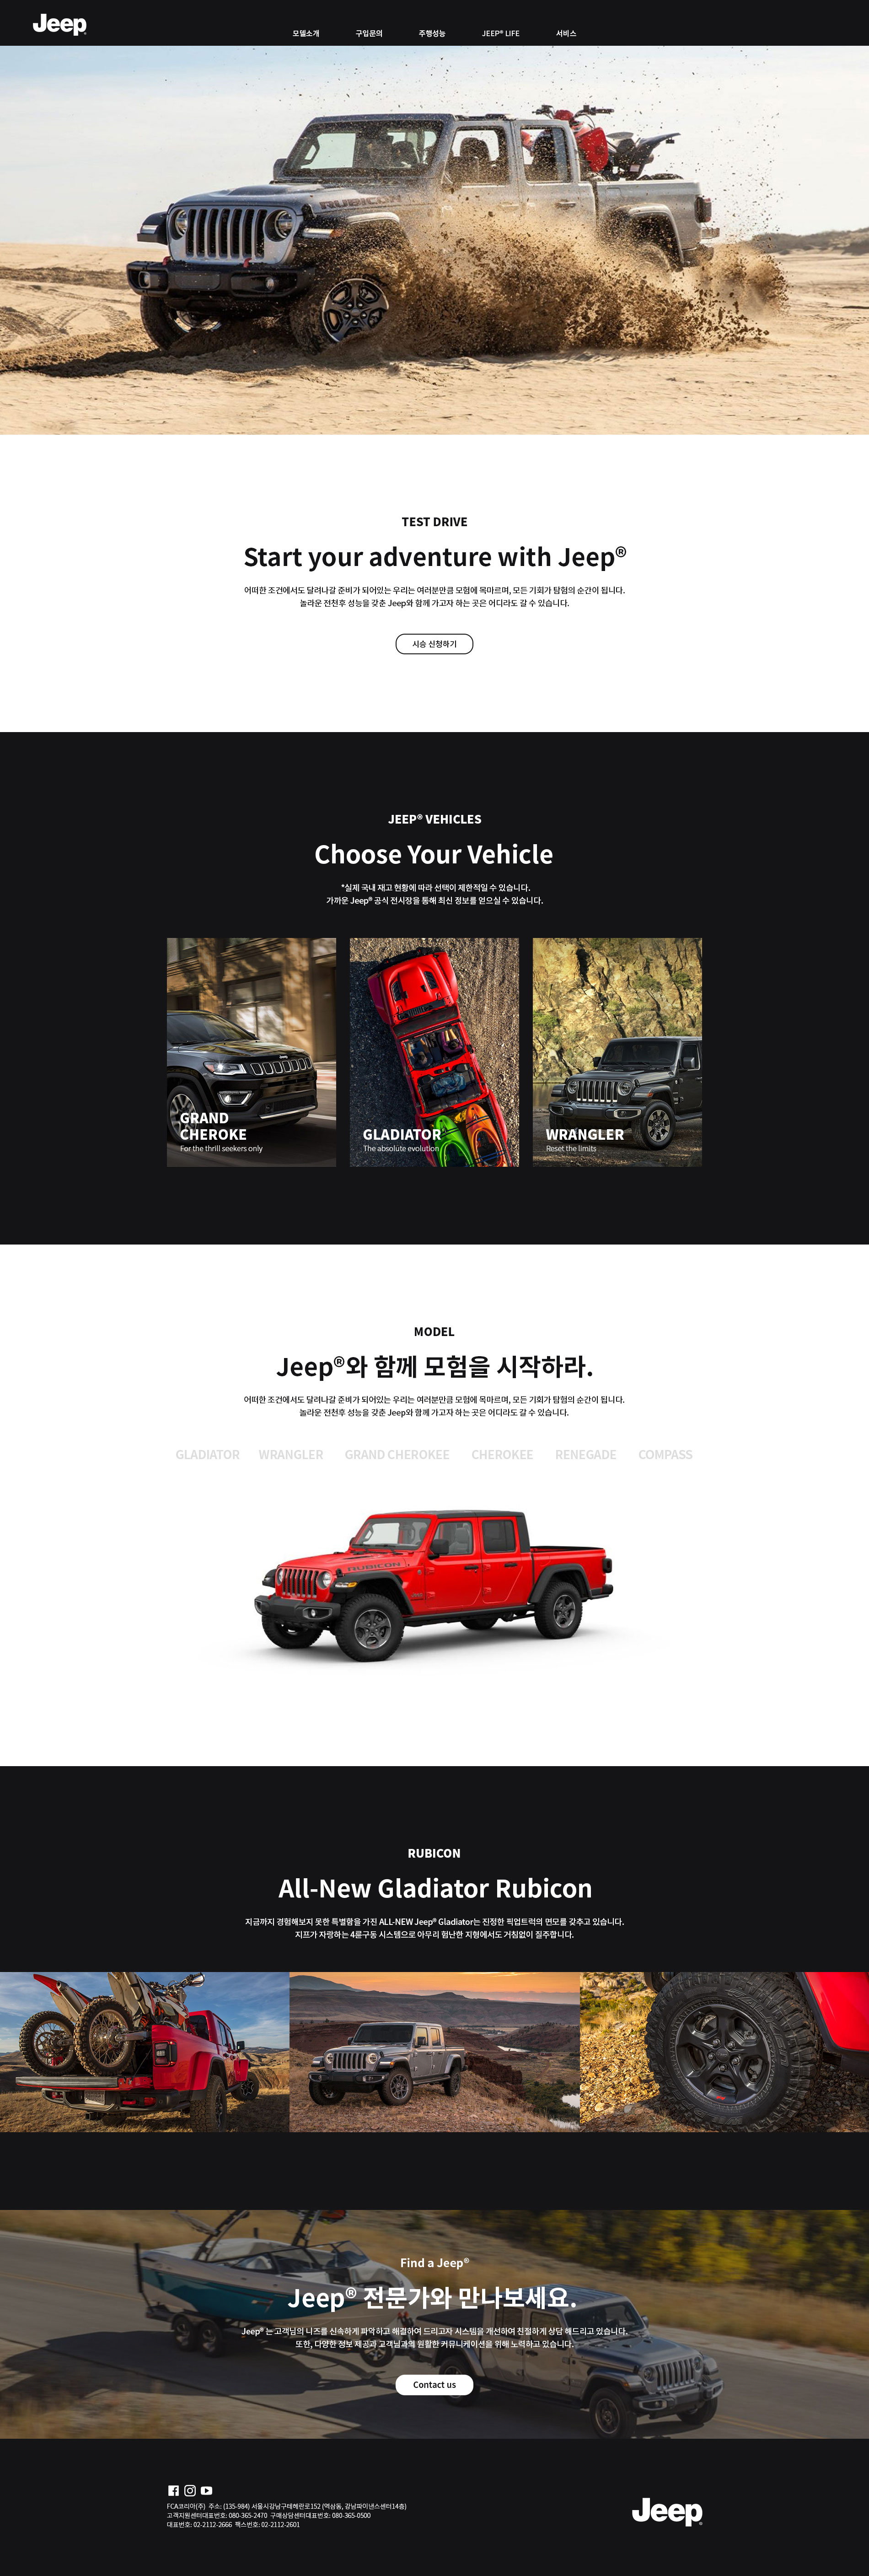 Jeep
모델소개 구입문의 주행성능 JEEP® LIFE 서비스
RUBICON
TEST DRIVE
Start your adventure with Jeep®
어떠한 조건에서도 달려나갈 준비가 되어있는 우리는 여러분만큼 모험에 목마르며, 모든 기회가 탐험의 순간이 됩니다.
놀라운 전천후 성능을 갖춘 Jeep와 함께 가고자 하는 곳은 어디라도 갈 수 있습니다.
시승 신청하기
JEEP® VEHICLES
Choose Your Vehicle
*실제 국내 재고 현황에 따라 선택이 제한적일 수 있습니다.
가까운 Jeep® 공식 전시장을 통해 최신 정보를 얻으실 수 있습니다.
GRAND
CHEROKE
For the thrill seekers only
GLADIATOR
The absolute evolution
WRANGLER
Reset the limits
MODEL
Jeep®와 함께 모험을 시작하라.
어떠한 조건에서도 달려나갈 준비가 되어있는 우리는 여러분만큼 모험에 목마르며, 모든 기회가 탐험의 순간이 됩니다.
놀라운 전천후 성능을 갖춘 Jeep와 함께 가고자 하는 곳은 어디라도 갈 수 있습니다.
GLADIATOR WRANGLER GRAND CHEROKEE CHEROKEE RENEGADE COMPASS
RUBICON
RUBICON
All-New Gladiator Rubicon
지금까지 경험해보지 못한 특별함을 가진 ALL-NEW Jeep® Gladiator는 진정한 픽업트럭의 면모를 갖추고 있습니다.
지프가 자랑하는 4륜구동 시스템으로 아무리 험난한 지형에서도 거침없이 질주합니다.
Find a Jeep®
Jeep® 전문가와 만나보세요.
Jeep® 는 고객님의 니즈를 신속하게 파악하고 해결하여 드리고자 시스템을 개선하여 친절하게 상담 해드리고 있습니다.
또한, 다양한 정보 제공과 고객님과의 원활한 커뮤니케이션을 위해 노력하고 있습니다.
Contact us
FCA코리아(주) 주소: (135-984) 서울시강남구테헤란로152 (역삼동, 강남파이낸스센터14층)
고객지원센터대표번호: 080-365-2470 구매상담센터대표번호: 080-365-0500
대표번호: 02-2112-2666 팩스번호: 02-2112-2601
Jeep